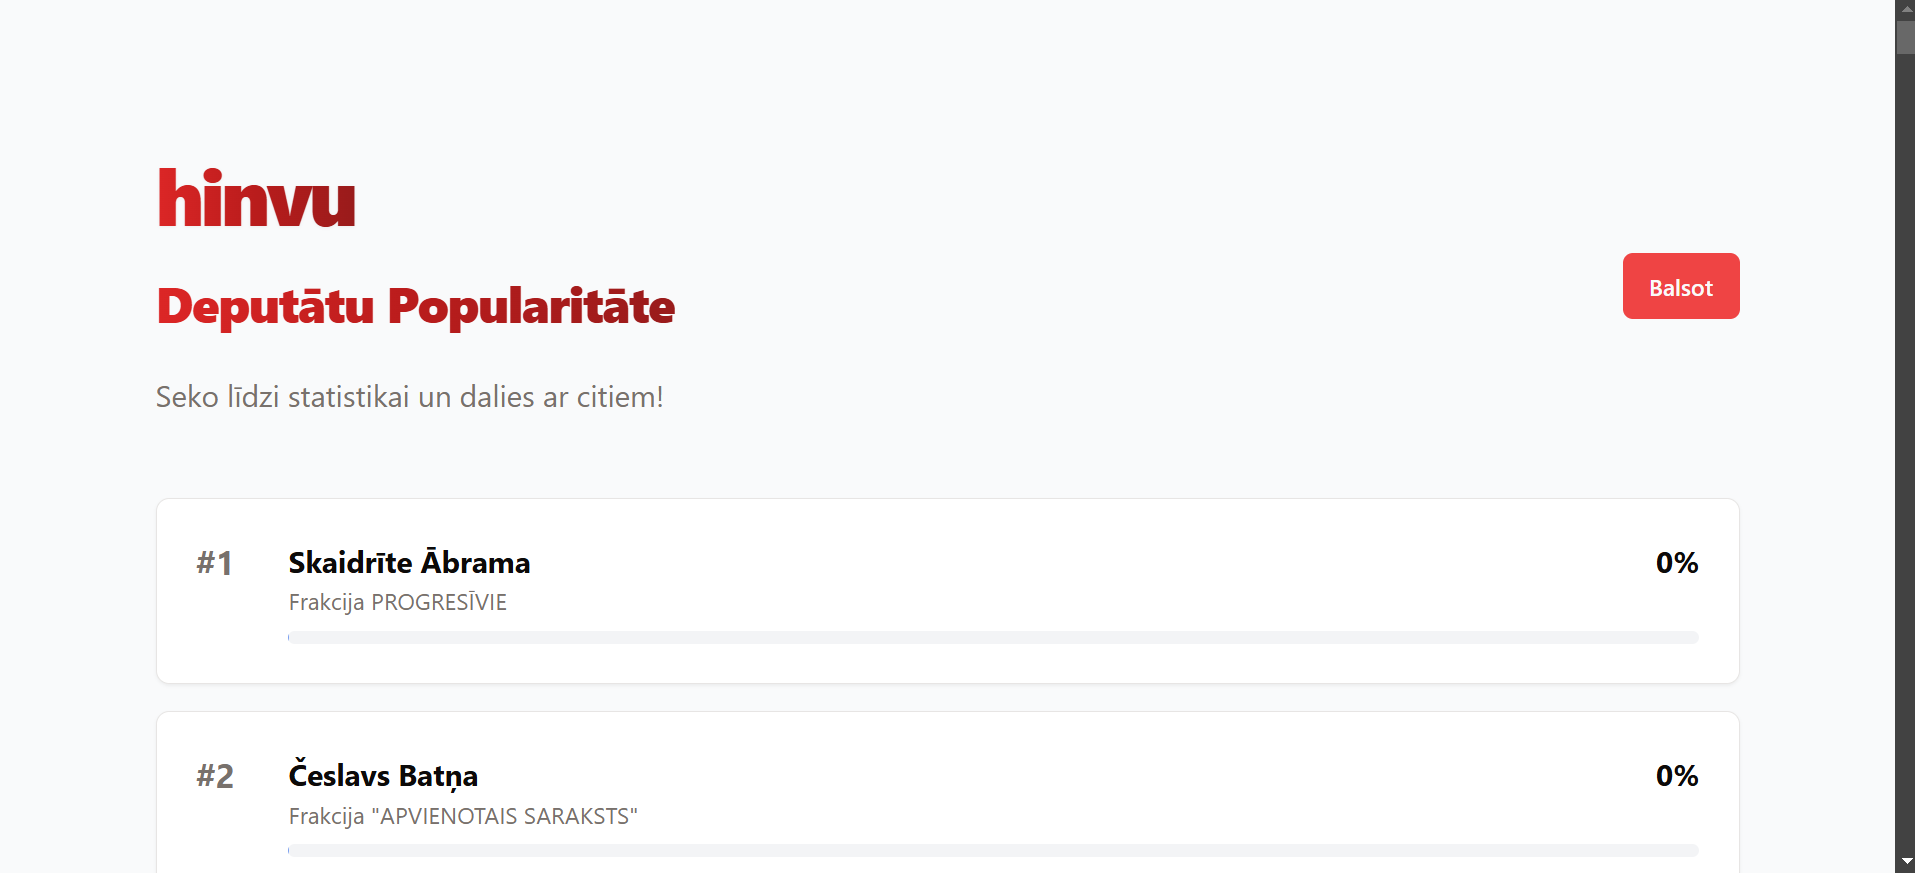 hinvu
Deputātu Popularitāte
Balsot
Seko līdzi statistikai un dalies ar citiem!
#1
Skaidrīte Ābrama
0%
Frakcija PROGRESĪVIE
#2
Česlavs Batņa
0%
Frakcija "APVIENOTAIS SARAKSTS"